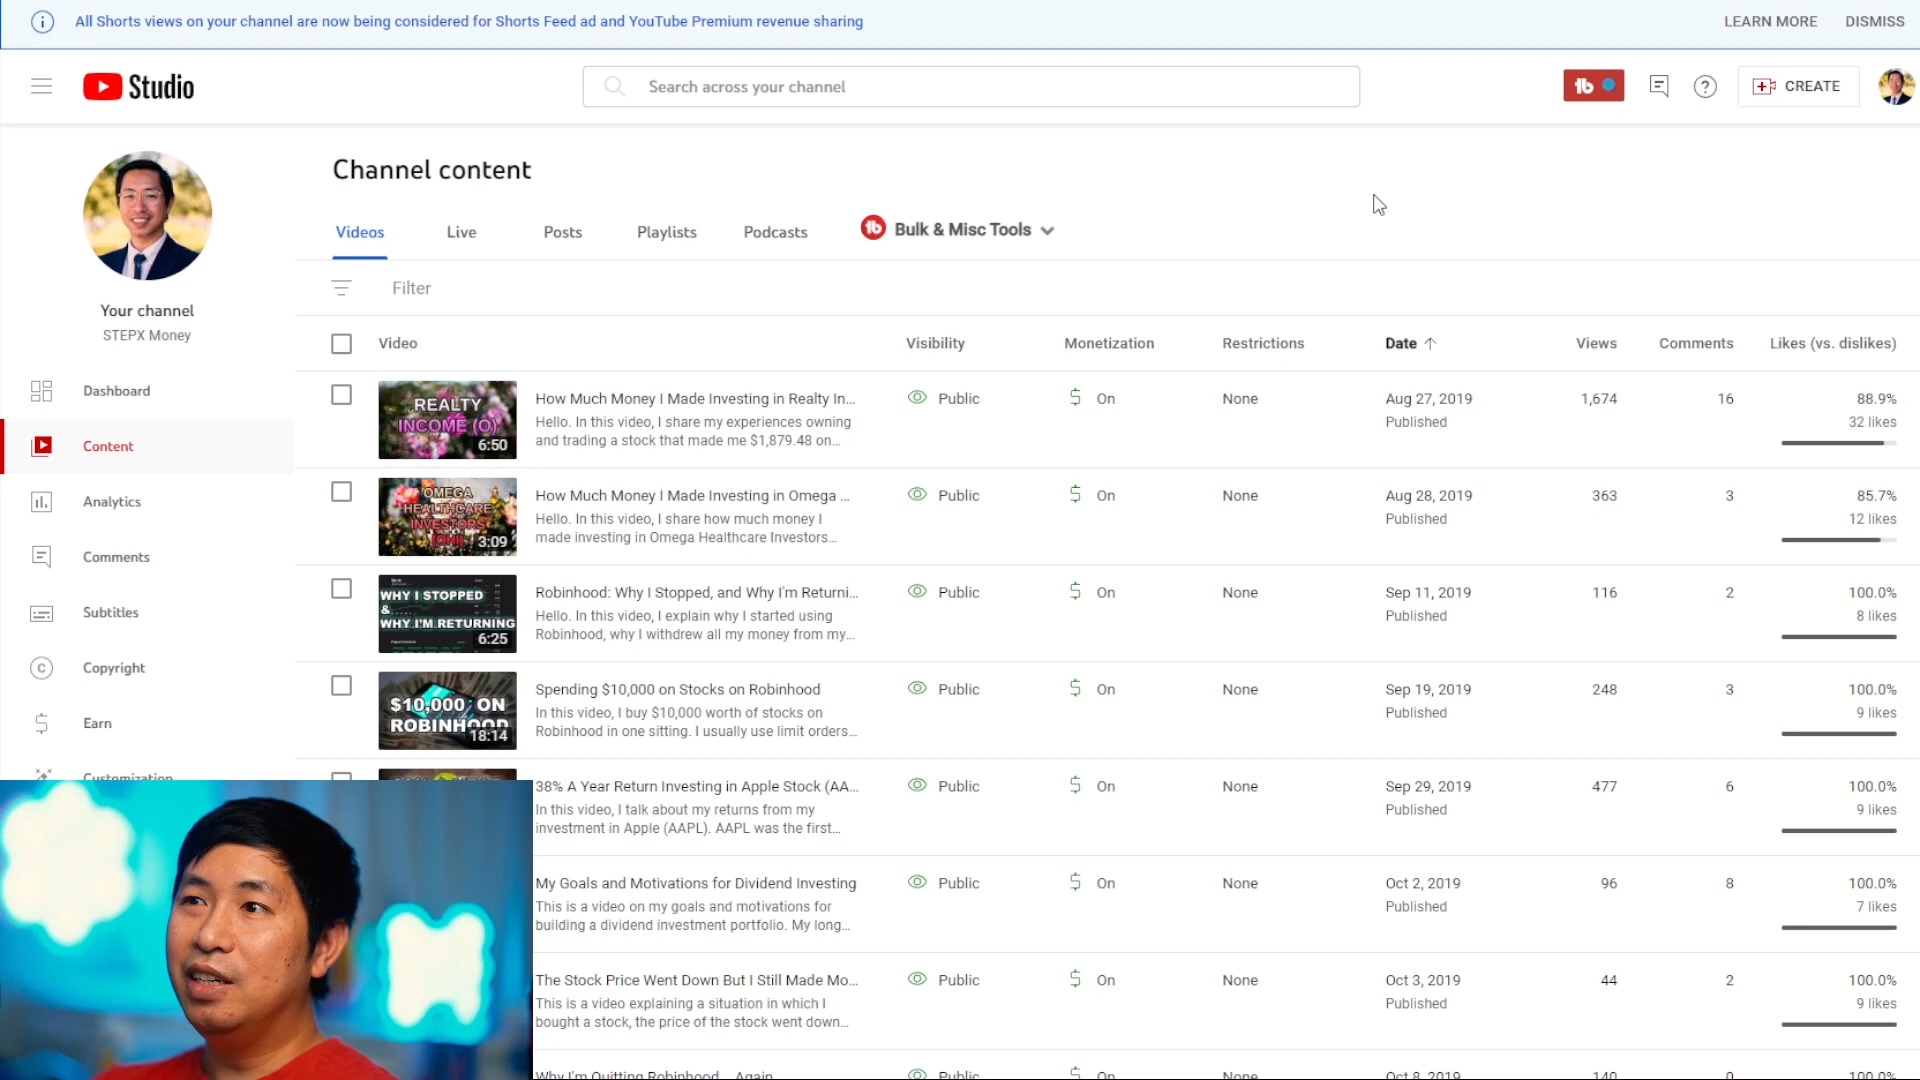 All Shorts views on your channel are now being considered for Shorts Feed ad and YouTube Premium revenue sharing
LEARN MORE
DISMISS
Studio
Search across your channel
CREATE
Channel content
Videos
Live
Posts
Playlists
Podcasts
Bulk & Misc Tools
Filter
Your channel
STEPX Money
Dashboard
Content
Analytics
Comments
Subtitles
Copyright
Earn
Customization
Video
Visibility
Monetization
Restrictions
Date
Views
Comments
Likes (vs. dislikes)
REALTY
INCOME (O)
6:50
How Much Money I Made Investing in Realty In...
Hello. In this video, I share my experiences owning
and trading a stock that made me $1,879.48 on...
Public
On
None
Aug 27, 2019
Published
1,674
16
88.9%
32 likes
OMEGA
HEALTHCARE
INVESTORS
(OHI)
3:09
How Much Money I Made Investing in Omega ...
Hello. In this video, I share how much money I
made investing in Omega Healthcare Investors...
Public
On
None
Aug 28, 2019
Published
363
3
85.7%
12 likes
WHY I STOPPED
&
WHY I'M RETURNING
6:25
Robinhood: Why I Stopped, and Why I'm Returni...
Hello. In this video, I explain why I started using
Robinhood, why I withdrew all my money from my...
Public
On
None
Sep 11, 2019
Published
116
2
100.0%
8 likes
$10,000 ON
ROBINHOOD
18:14
Spending $10,000 on Stocks on Robinhood
In this video, I buy $10,000 worth of stocks on
Robinhood in one sitting. I usually use limit orders...
Public
On
None
Sep 19, 2019
Published
248
3
100.0%
9 likes
38% A Year Return Investing in Apple Stock (AA...
In this video, I talk about my returns from my
investment in Apple (AAPL). AAPL was the first...
Public
On
None
Sep 29, 2019
Published
477
6
100.0%
9 likes
My Goals and Motivations for Dividend Investing
This is a video on my goals and motivations for
building a dividend investment portfolio. My long...
Public
On
None
Oct 2, 2019
Published
96
8
100.0%
7 likes
The Stock Price Went Down But I Still Made Mo...
This is a video explaining a situation in which I
bought a stock, the price of the stock went down...
Public
On
None
Oct 3, 2019
Published
44
2
100.0%
9 likes
Why I'm Quitting Robinhood... Again
Public
On
None
Oct 8, 2019
140
0
100.0%